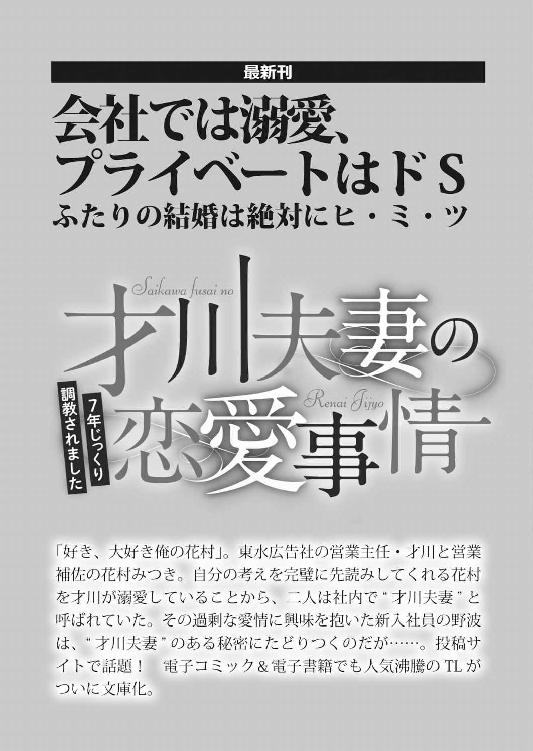 最新刊
会社では溺愛、
プライベートはドS
ふたりの結婚は絶対にヒ・ミ・ツ
Saikawa fusai no
才川夫妻の
恋愛事情
Renai Jijyo
7年じっくり
調教されました
「好き、大好き俺の花村」。東水広告社の営業主任・才川と営業
補佐の花村みつき。自分の考えを完璧に先読みしてくれる花村
を才川が溺愛していることから、二人は社内で“才川夫妻”と
呼ばれていた。その過剰な愛情に興味を抱いた新入社員の野波
は、“才川夫妻”のある秘密にたどりつくのだが……。投稿サ
イトで話題！　電子コミック＆電子書籍でも人気沸騰のTLが
ついに文庫化。